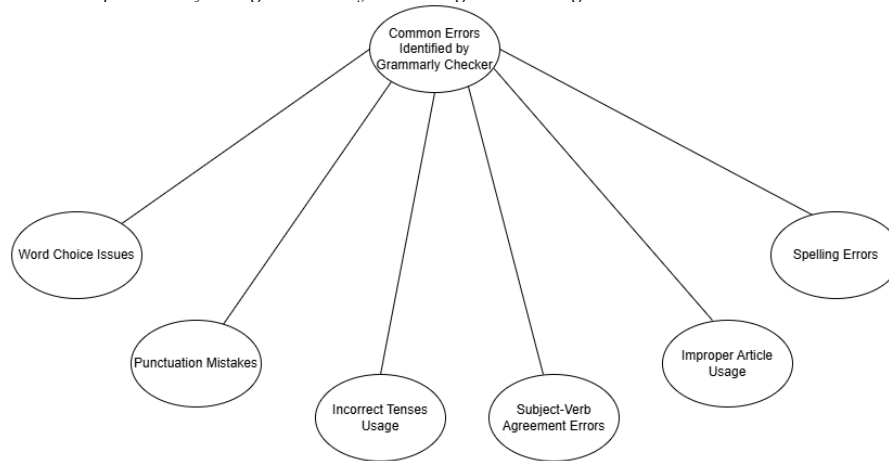 Common Errors
Identified by
Grammarly Checker
Word Choice Issues
Spelling Errors
Punctuation Mistakes
Improper Article
Usage
Incorrect Tenses
Usage
Subject-Verb
Agreement Errors